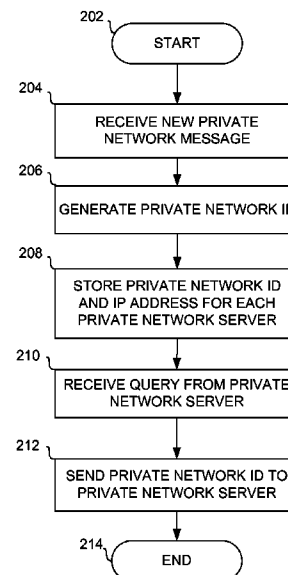 202
START
204
RECEIVE NEW PRIVATE
NETWORK MESSAGE
206
GENERATE PRIVATE NETWORK ID
208
STORE PRIVATE NETWORK ID
AND IP ADDRESS FOR EACH
PRIVATE NETWORK SERVER
210
RECEIVE QUERY FROM PRIVATE
NETWORK SERVER
212
SEND PRIVATE NETWORK ID TO
PRIVATE NETWORK SERVER
214
END